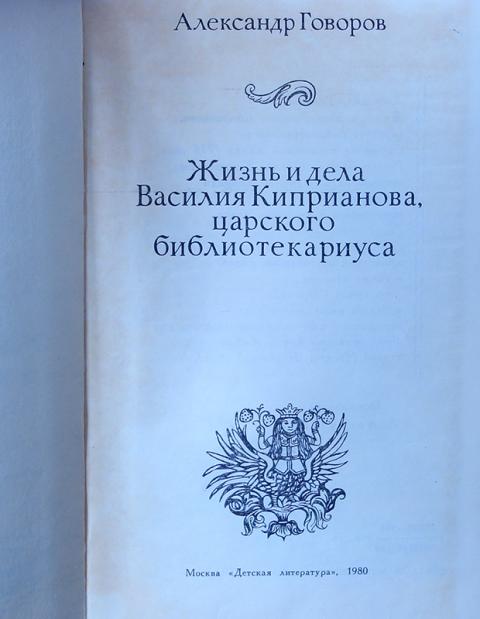 Александр Говоров
Жизнь и дела
Василия Киприанова,
царского
библиотекариуса
Москва «Детская литература», 1980